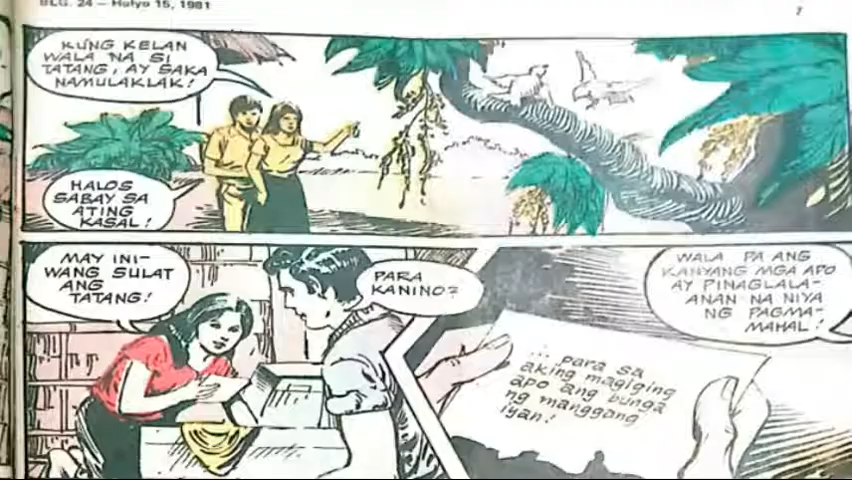 BLG. 24 — Hulyo 15, 1981
7
KUNG KELAN
WALA NA SI
TATANG, AY SAKA
NAMULAKLAK!
HALOS
SABAY SA
ATING
KASAL!
MAY INI-
WANG SULAT
ANG
TATANG!
PARA
KANINO?
WALA PA ANG
KANYANG MGA APO
AY PINAGLALA-
ANAN NA NIYA
NG PAGMA-
MAHAL!
... para sa
aking magiging
apo ang bunga
ng manggang
iyan!